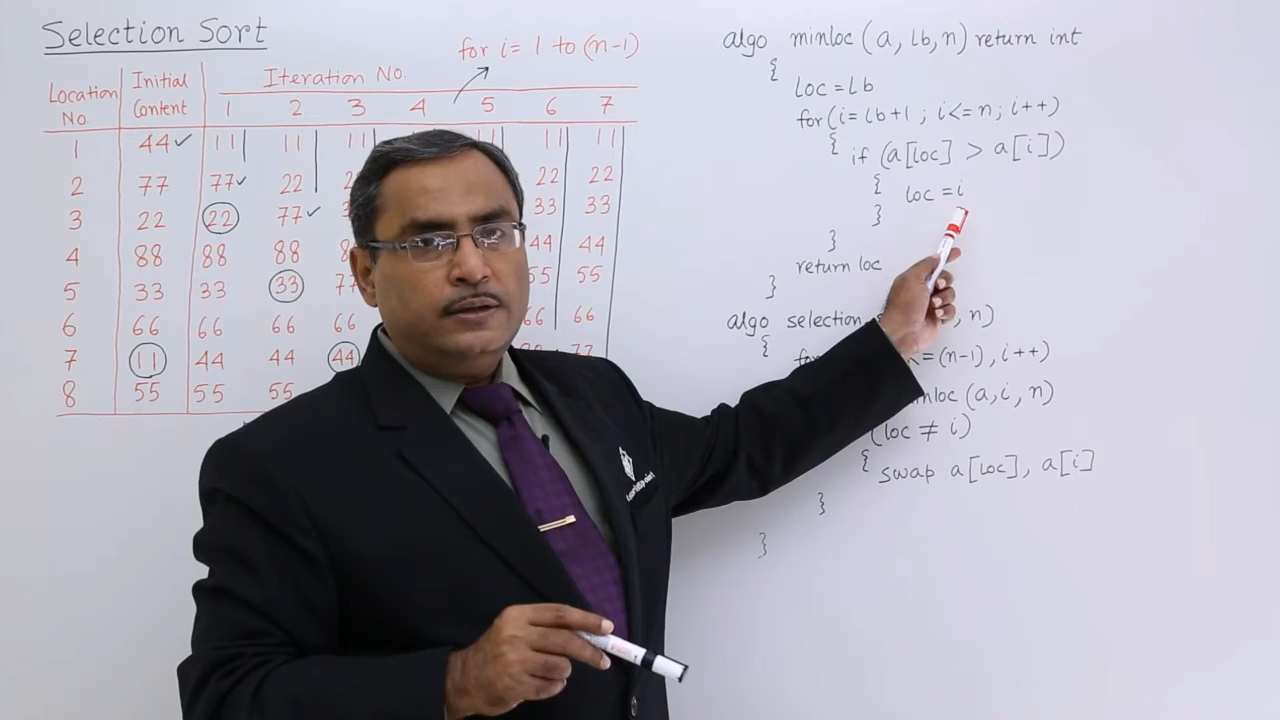 Selection Sort
for i = 1 to (n-1)
Location No. Initial Content Iteration No.
1 2 3 4 5 6 7
1 44 ✓ 11 11 11 11 11 11
2 77 77 ✓ 22 22 22
3 22 22 77 ✓ 33 33
4 88 88 88 44 44
5 33 33 33 77 55 55
6 66 66 66 66 66 66
7 11 44 44 44 77
8 55 55 55
algo minloc (a, lb, n) return int
{
loc = lb
for (i = lb+1 ; i <= n; i++)
{ if (a[loc] > a[i])
{ loc = i
}
}
return loc
}
algo selection , n)
{
= (n-1), i++)
(a, i, n)
(loc ≠ i)
{ swap a[loc], a[i]
}
}